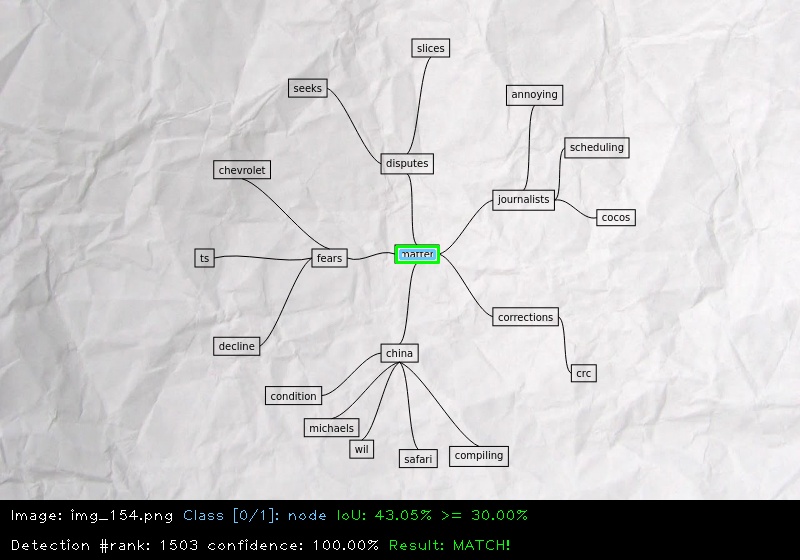 slices
seeks
annoying
scheduling
disputes
chevrolet
journalists
cocos
matter
ts
fears
corrections
decline
china
crc
condition
michaels
wil
safari
compiling
Image: img_154.png Class [0/1]: node IoU: 43.05% >= 30.00%
Detection #rank: 1503 confidence: 100.00% Result: MATCH!